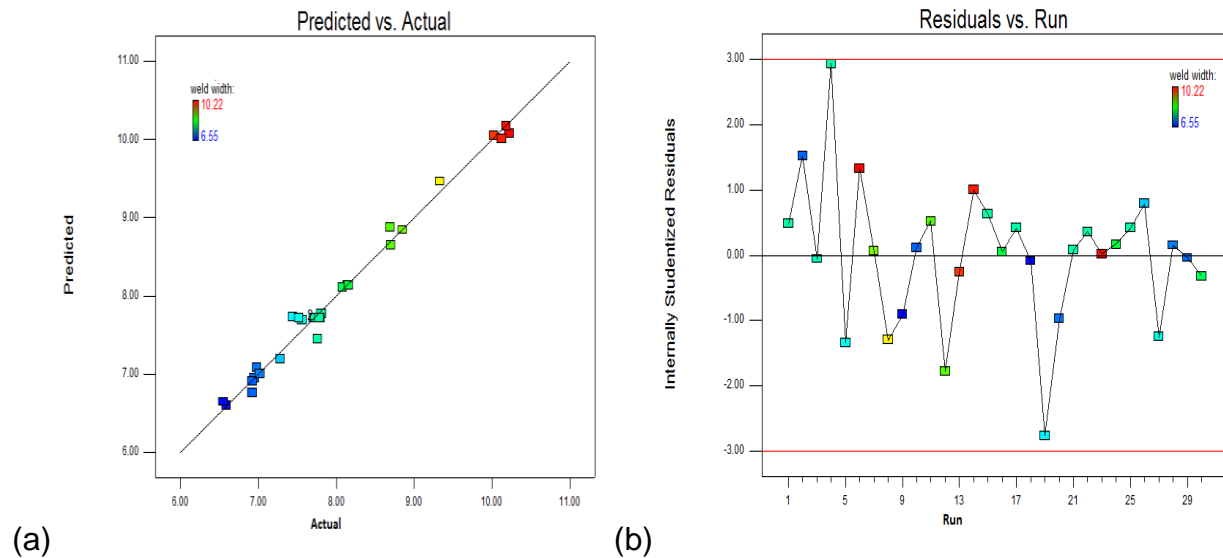 Predicted vs. Actual
11.00
10.00
9.00
8.00
7.00
6.00
Predicted
weld width:
10.22
6.55
2
6.00 7.00 8.00 9.00 10.00 11.00
Actual
(a)
Residuals vs. Run
3.00
2.00
1.00
0.00
-1.00
-2.00
-3.00
Internally Studentized Residuals
weld width:
10.22
6.55
1 5 9 13 17 21 25 29
Run
(b)